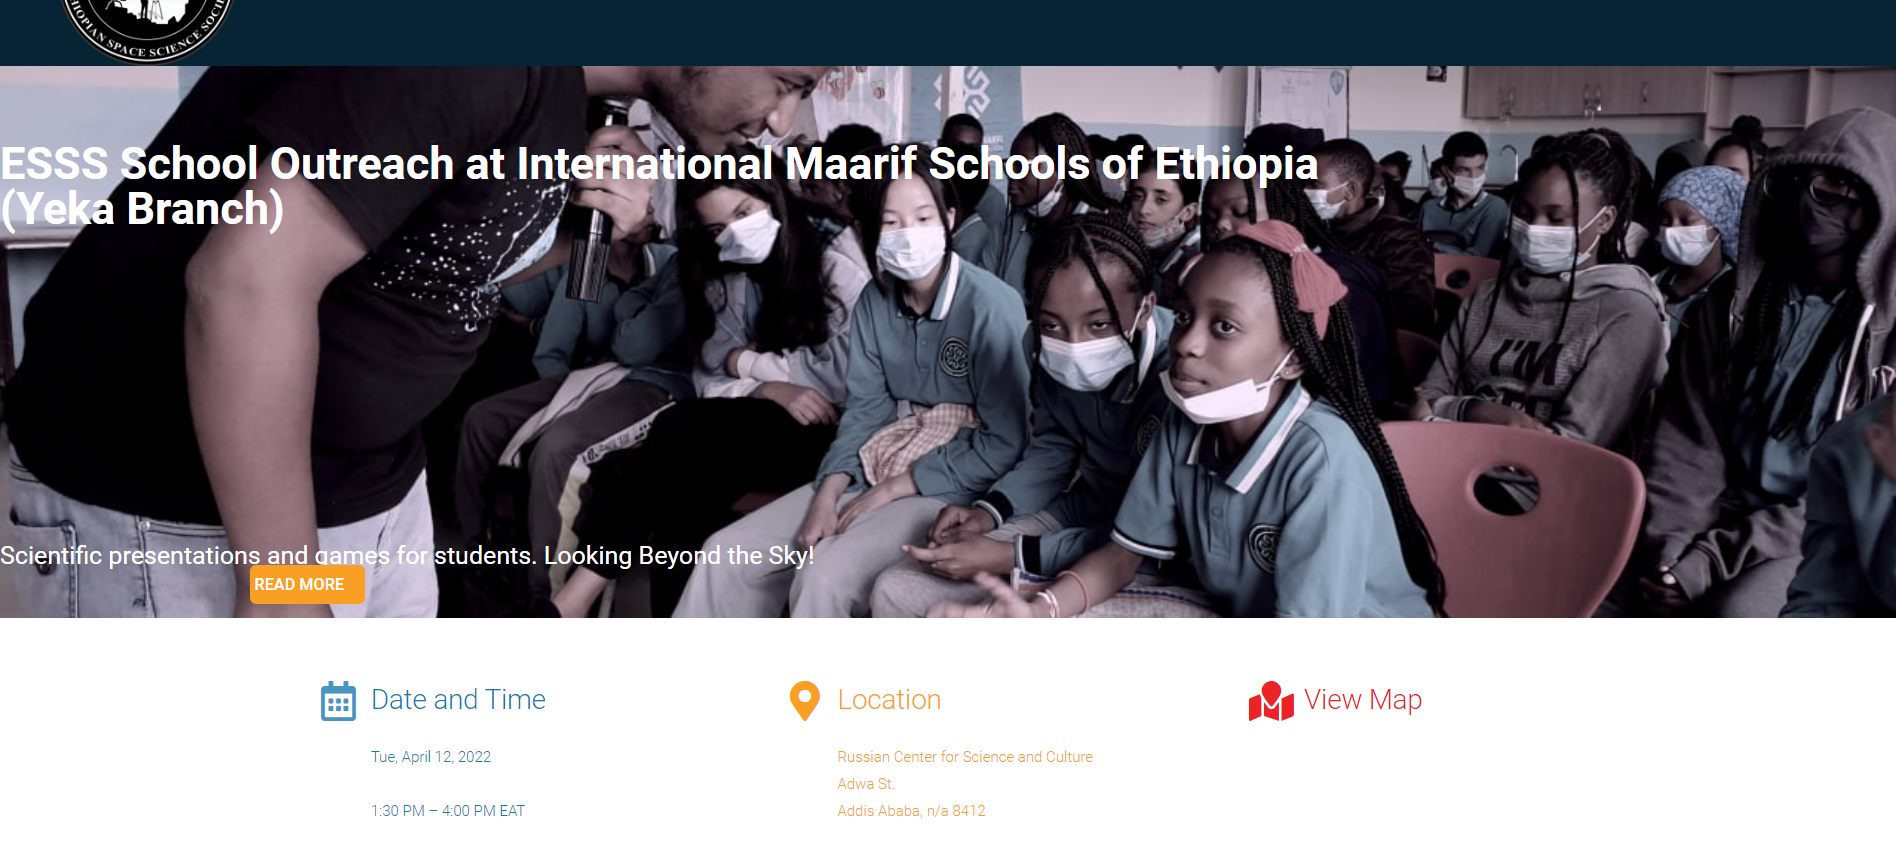 HIOPIAN SPACE SCIENCE SOCI
ESSS School Outreach at International Maarif Schools of Ethiopia
(Yeka Branch)
I'M
Scientific presentations and games for students. Looking Beyond the Sky!
READ MORE
Date and Time
Location
View Map
Tue, April 12, 2022
Russian Center for Science and Culture
Adwa St.
1:30 PM – 4:00 PM EAT
Addis Ababa, n/a 8412